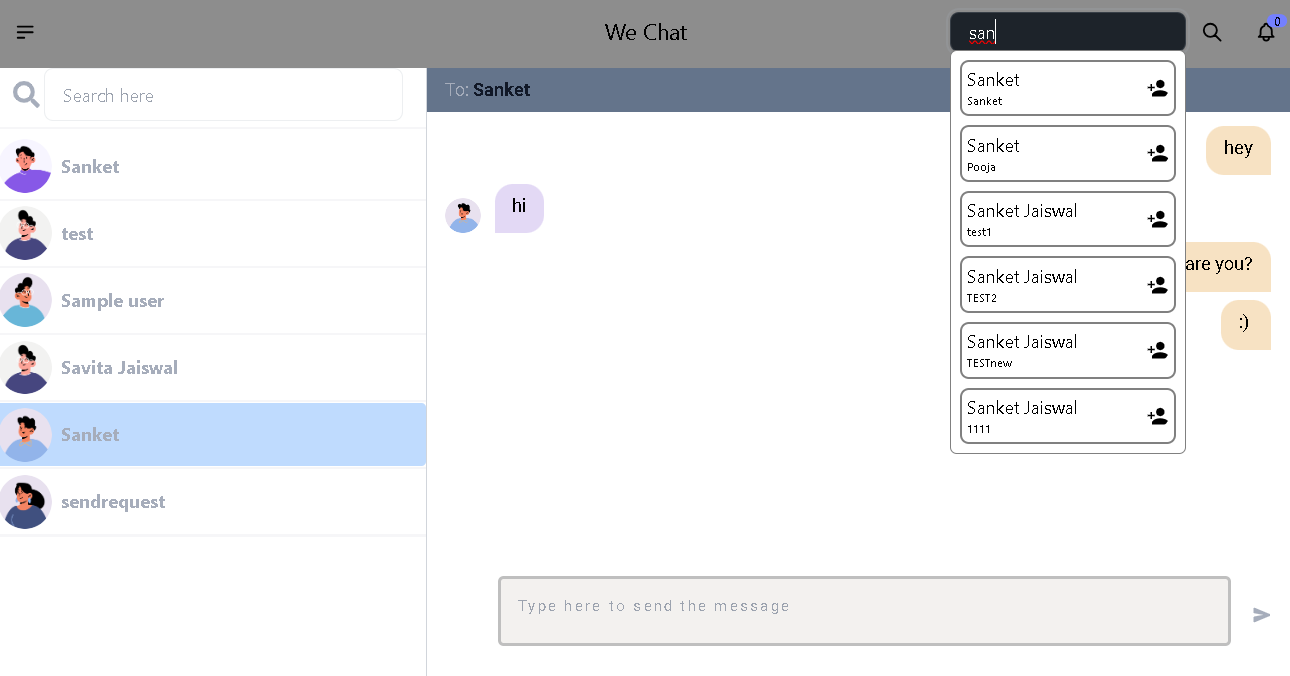 We Chat
san
0
Search here
Sanket
test
Sample user
Savita Jaiswal
Sanket
sendrequest
To: Sanket
hey
hi
are you?
:)
Sanket
Sanket
Sanket
Pooja
Sanket Jaiswal
test1
Sanket Jaiswal
TEST2
Sanket Jaiswal
TESTnew
Sanket Jaiswal
1111
Type here to send the message